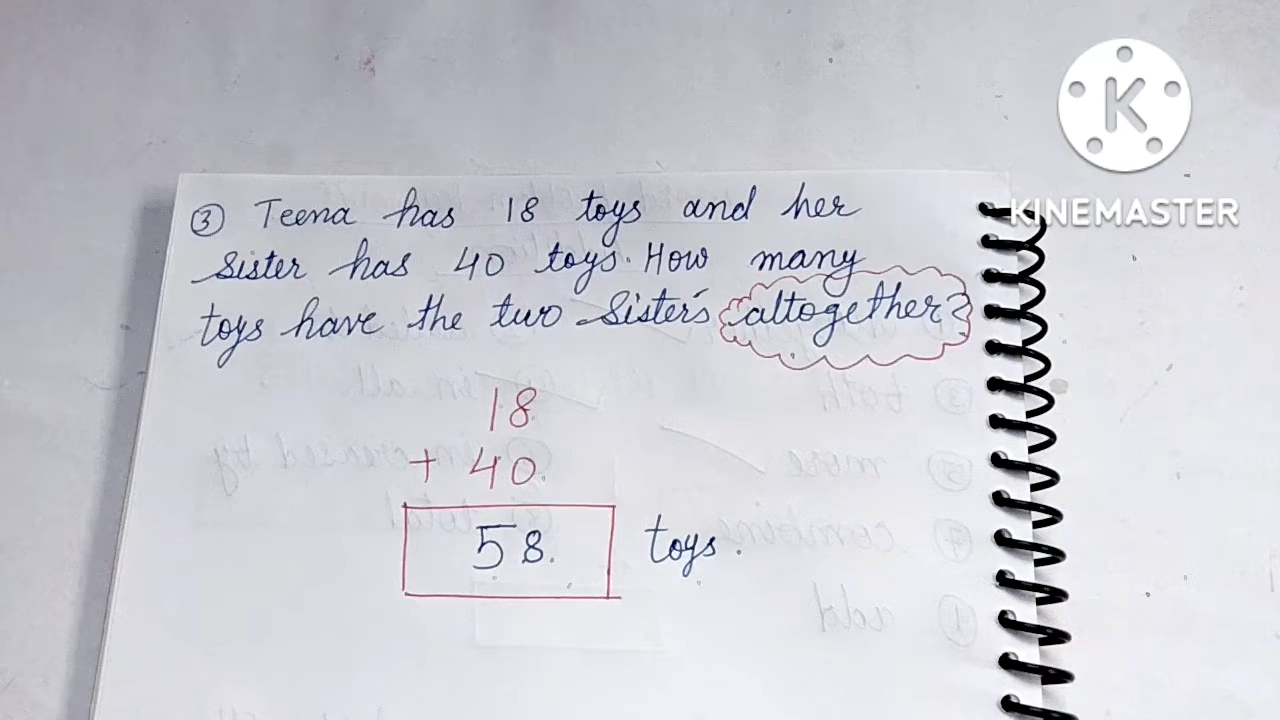 K
KINEMASTER
③ Teena has 18 toys and her
Sister has 40 toys. How many
toys have the two Sister's altogether?
18
+ 40
58
toys.